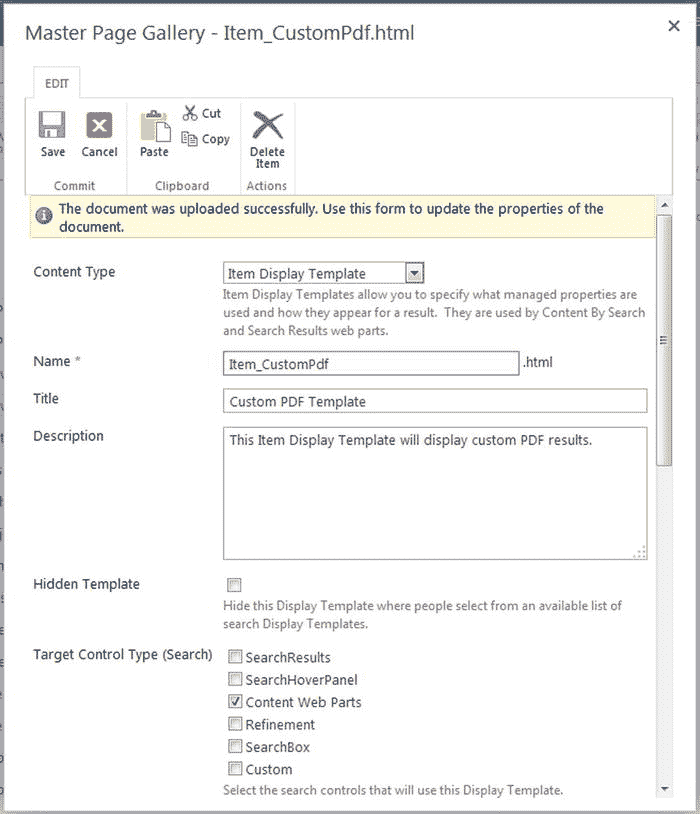 Master Page Gallery - Item_CustomPdf.html
EDIT
Save
Cancel
Paste
Cut
Copy
Delete
Item
Commit
Clipboard
Actions
The document was uploaded successfully. Use this form to update the properties of the
document.
Content Type
Item Display Template
Item Display Templates allow you to specify what managed properties are
used and how they appear for a result. They are used by Content By Search
and Search Results web parts.
Name *
Item_CustomPdf
.html
Title
Custom PDF Template
Description
This Item Display Template will display custom PDF results.
Hidden Template
Hide this Display Template where people select from an available list of
search Display Templates.
Target Control Type (Search)
SearchResults
SearchHoverPanel
Content Web Parts
Refinement
SearchBox
Custom
Select the search controls that will use this Display Template.